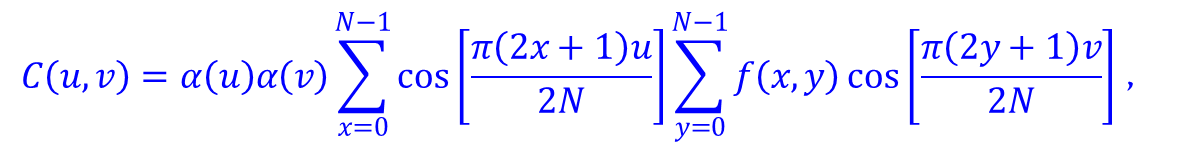 C(u, v) = α(u)α(v) ∑_{x=0}^{N−1} cos [π(2x + 1)u / 2N] ∑_{y=0}^{N−1} f(x, y) cos [π(2y + 1)v / 2N] ,